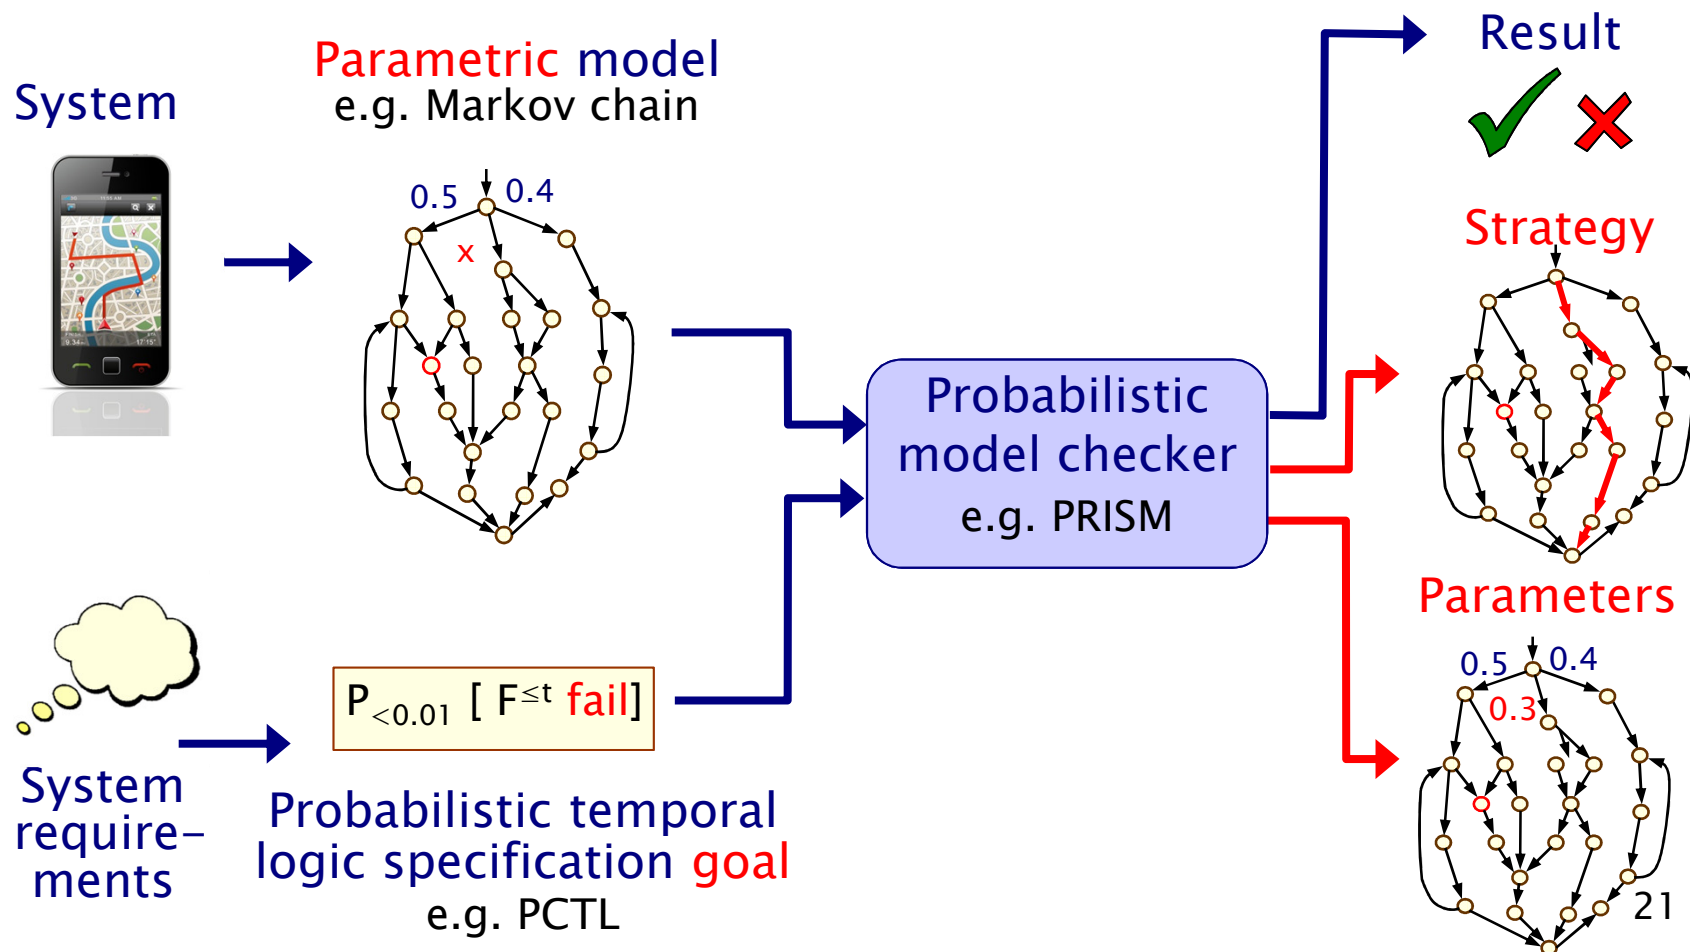 System
Parametric model
e.g. Markov chain
0.5
0.4
x
System
require-
ments
P<0.01 [ F≤t fail]
Probabilistic temporal
logic specification goal
e.g. PCTL
Probabilistic
model checker
e.g. PRISM
Result
Strategy
Parameters
0.5
0.4
0.3
21